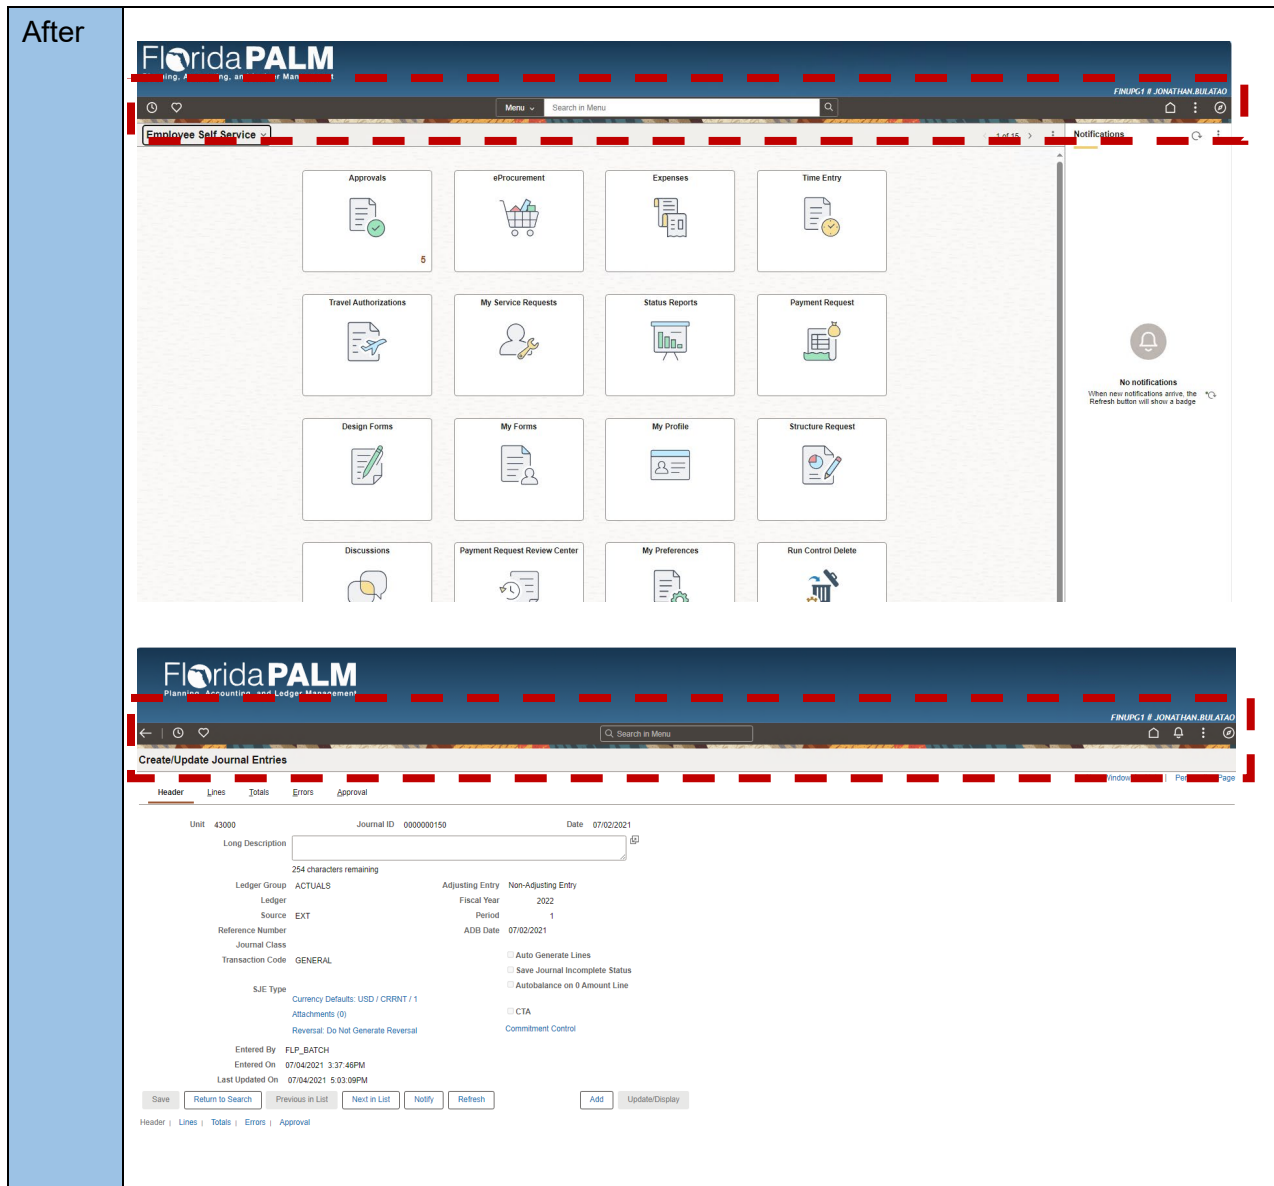 After
Florida PALM
FINUPG1 # JONATHAN.BULATAO
Menu Search in Menu
Employee Self Service
1 of 15
Notifications
Approvals eProcurement Expenses Time Entry
5
Travel Authorizations My Service Requests Status Reports Payment Request
No notifications
When new notifications arrive, the
Refresh button will show a badge
Design Forms My Forms My Profile Structure Request
Discussions Payment Request Review Center My Preferences Run Control Delete
Florida PALM
Planning, Accounting, and Ledger Management
FINUPG1 # JONATHAN.BULATAO
Search in Menu
Create/Update Journal Entries
Window | Page
Header Lines Totals Errors Approval
Unit 43000 Journal ID 0000000150 Date 07/02/2021
Long Description
254 characters remaining
Ledger Group ACTUALS Adjusting Entry Non-Adjusting Entry
Ledger Fiscal Year 2022
Source EXT Period 1
Reference Number ADB Date 07/02/2021
Journal Class
Auto Generate Lines
Transaction Code GENERAL
Save Journal Incomplete Status
SJE Type Autobalance on 0 Amount Line
Currency Defaults: USD / CRRNT / 1
Attachments (0) CTA
Reversal: Do Not Generate Reversal Commitment Control
Entered By FLP_BATCH
Entered On 07/04/2021 3:37:46PM
Last Updated On 07/04/2021 5:03:09PM
Save Return to Search Previous in List Next in List Notify Refresh Add Update/Display
Header | Lines | Totals | Errors | Approval